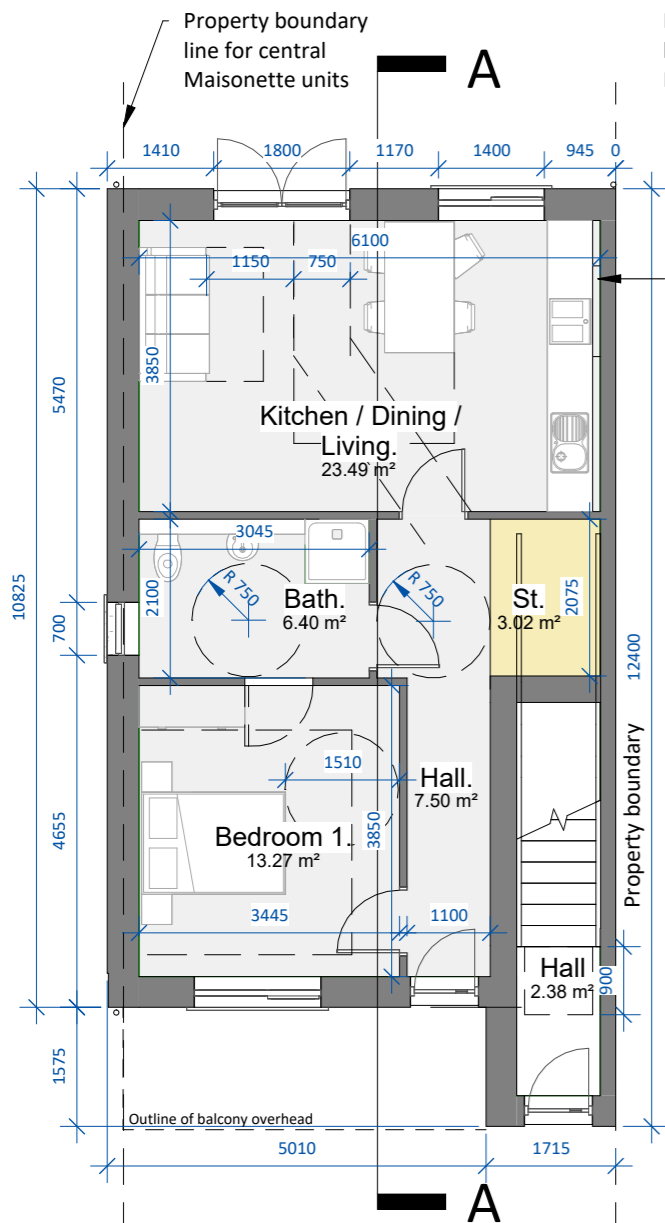 Property boundary
line for central
Maisonette units
A
1410
1800
1170
1400
945
0
6100
1150
750
3850
5470
Kitchen / Dining /
Living.
23.49 m²
3045
R 750
R 750
2100
Bath.
6.40 m²
St.
3.02 m²
2075
10825
700
12400
1510
Hall.
7.50 m²
Bedroom 1.
13.27 m²
3850
4655
Property boundary
3445
1100
Hall
2.38 m²
900
1575
Outline of balcony overhead
5010
1715
A